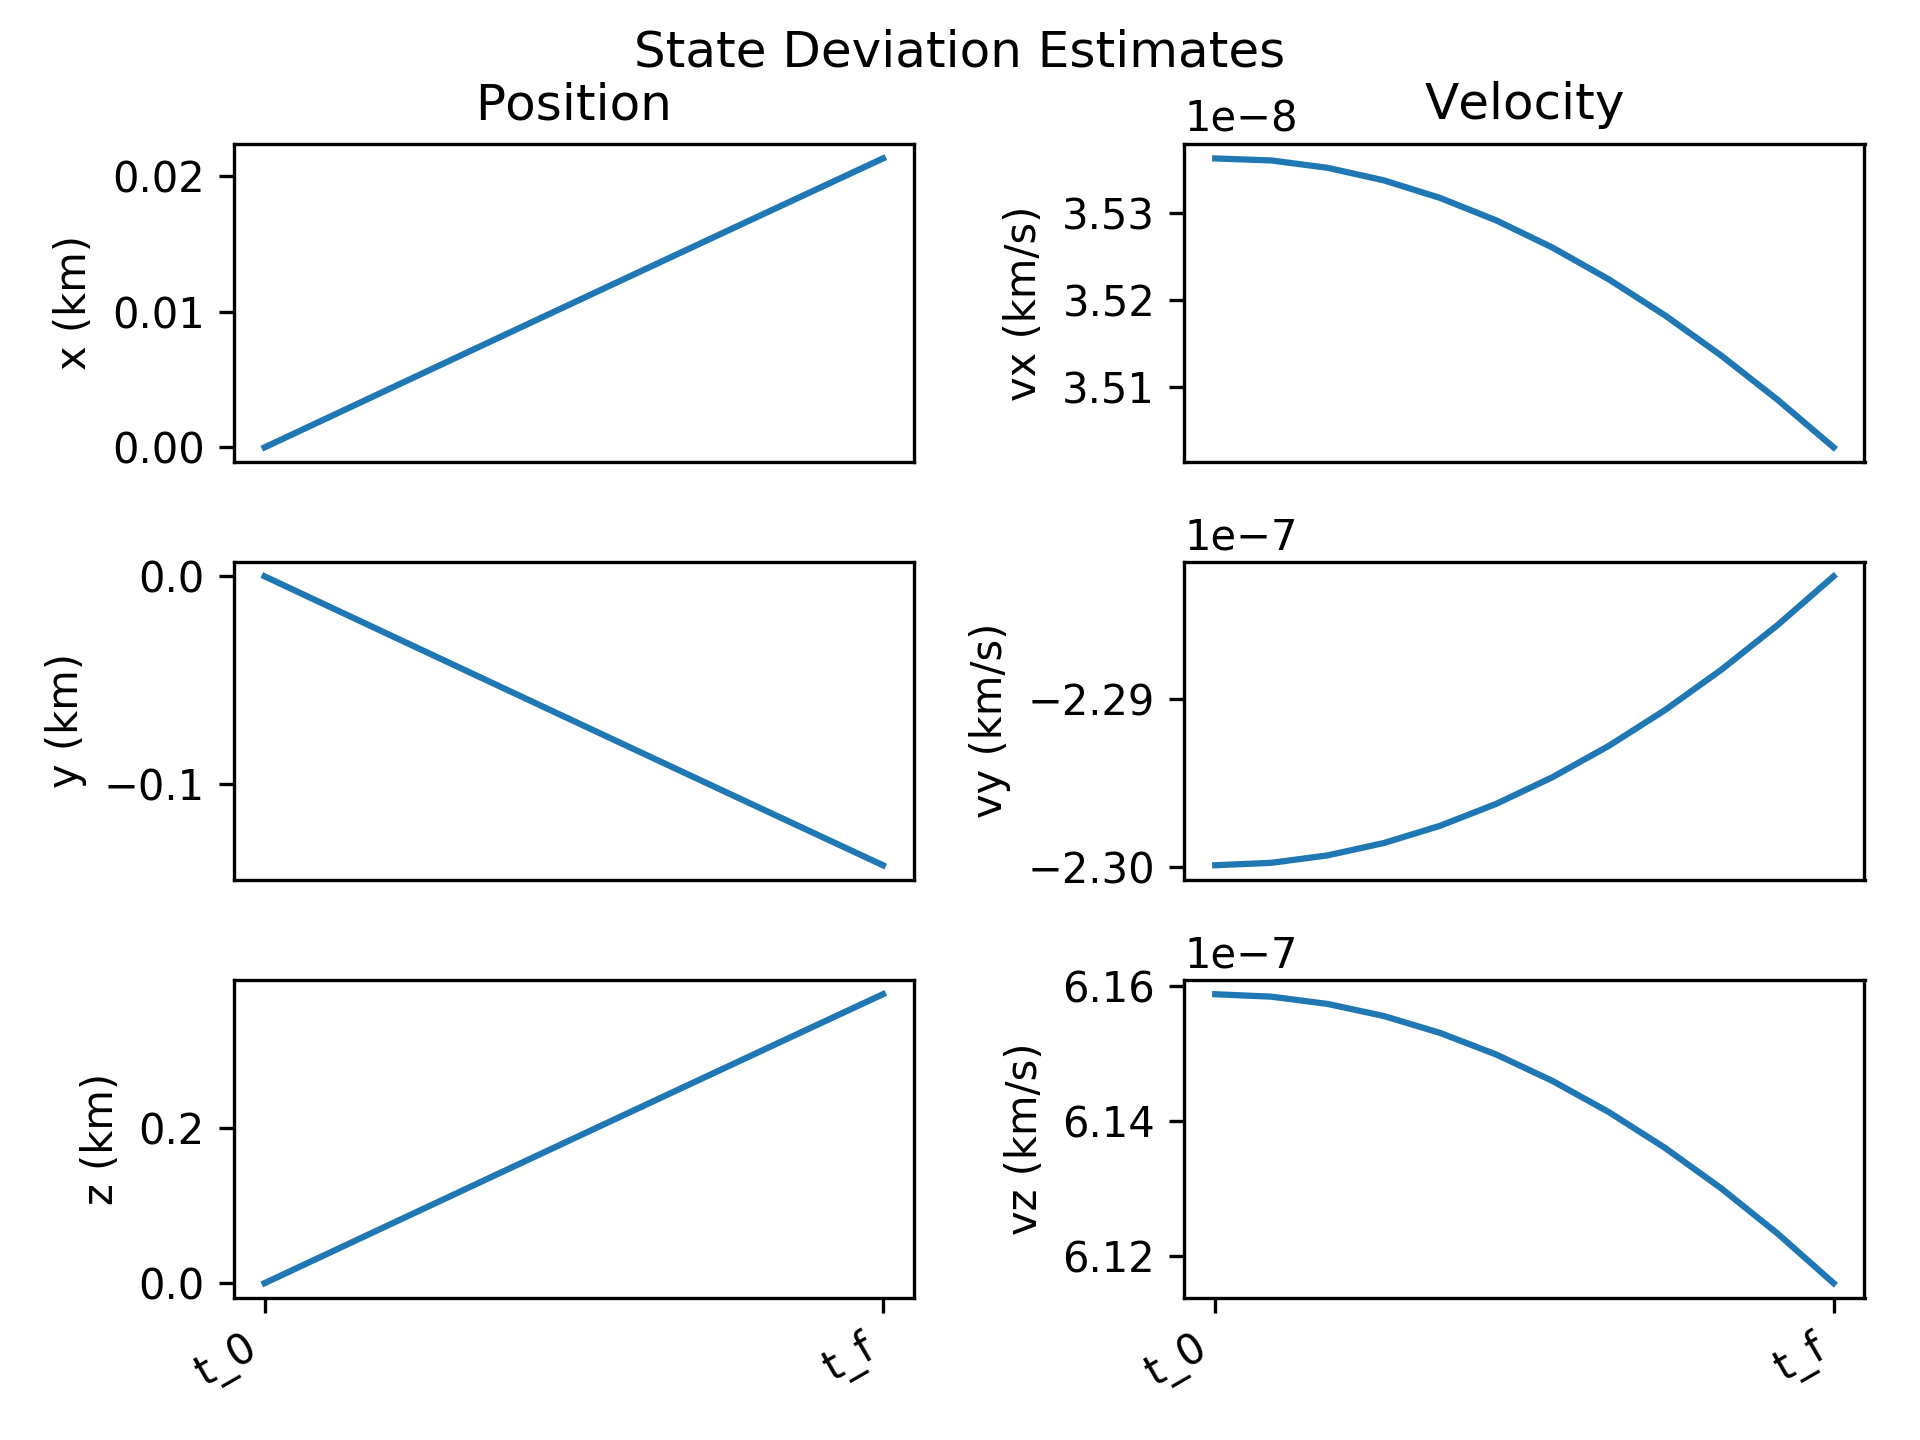 State Deviation Estimates
Position
Velocity
x (km)
0.02
0.01
0.00
1e−8
vx (km/s)
3.53
3.52
3.51
y (km)
0.0
−0.1
1e−7
vy (km/s)
−2.29
−2.30
z (km)
0.2
0.0
t_0
t_f
1e−7
vz (km/s)
6.16
6.14
6.12
t_0
t_f